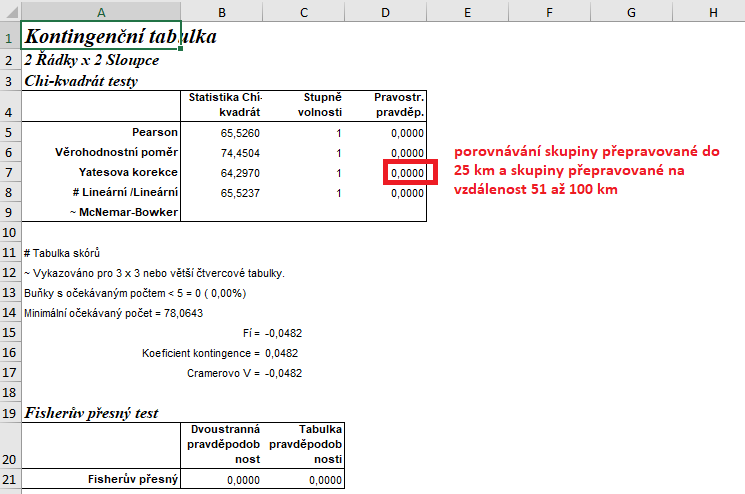 A B C D E F G H
1 Kontingenční tabulka
2 2 Řádky x 2 Sloupce
3 Chi-kvadrát testy
4 Statistika Chí-kvadrát Stupně volnosti Pravostr. pravděp.
5 Pearson 65,5260 1 0,0000
6 Věrohodnostní poměr 74,4504 1 0,0000
7 Yatesova korekce 64,2970 1 0,0000
8 # Lineární /Lineární 65,5237 1 0,0000
9 ~ McNemar-Bowker
porovnávání skupiny přepravované do
25 km a skupiny přepravované na
vzdálenost 51 až 100 km
10
11 # Tabulka skórů
12 ~ Vykazováno pro 3 x 3 nebo větší čtvercové tabulky.
13 Buňky s očekávaným počtem < 5 = 0 ( 0,00%)
14 Minimální očekávaný počet = 78,0643
15 Fí = -0,0482
16 Koeficient kontingence = 0,0482
17 Cramerovo V = -0,0482
18
19 Fisherův přesný test
20 Dvoustranná pravděpodobnost Tabulka pravděpodobnosti
21 Fisherův přesný 0,0000 0,0000